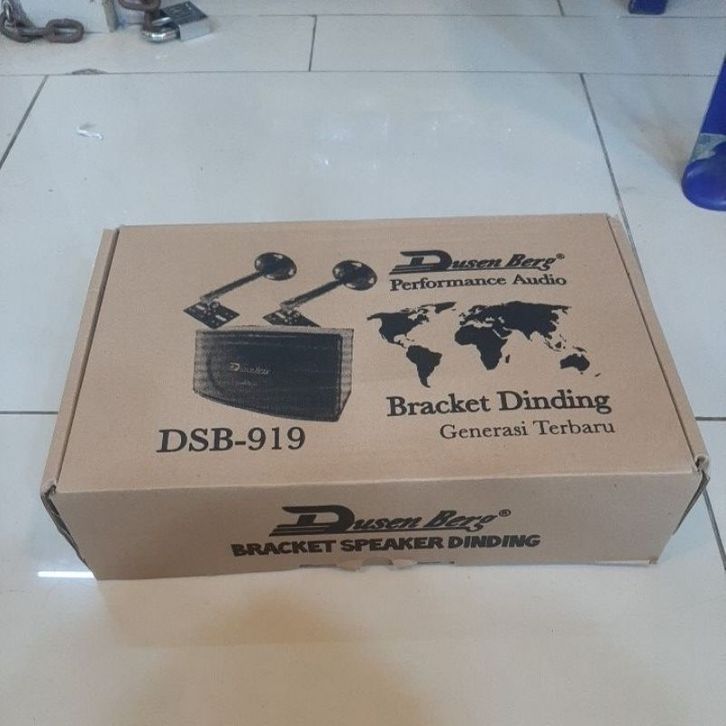 Dusen Berg®
Performance Audio
Bracket Dinding
Generasi Terbaru
DSB-919
Dusen Berg®
BRACKET SPEAKER DINDING